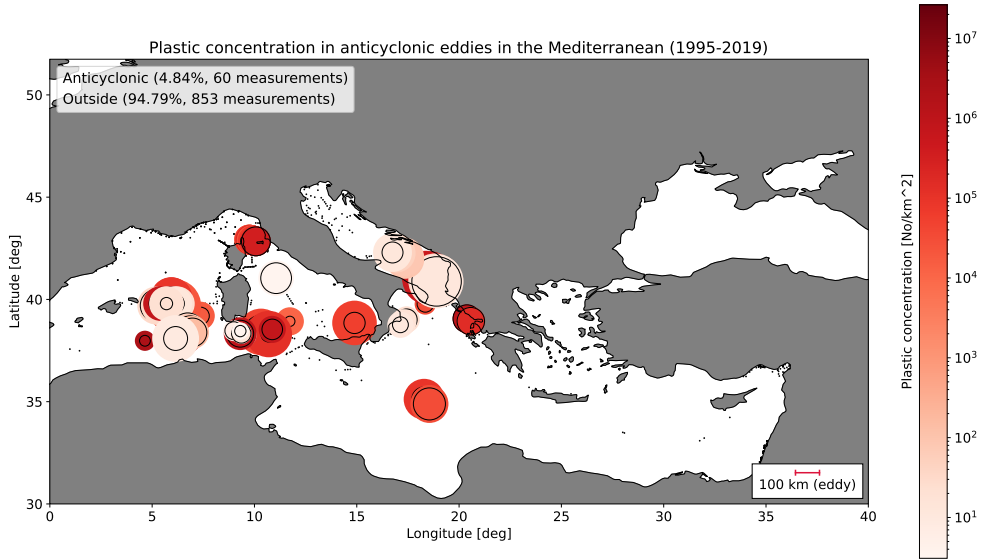 Plastic concentration in anticyclonic eddies in the Mediterranean (1995-2019)
Anticyclonic (4.84%, 60 measurements)
Outside (94.79%, 853 measurements)
50
45
40
35
30
Latitude [deg]
0 5 10 15 20 25 30 35 40
Longitude [deg]
100 km (eddy)
Plastic concentration [No/km^2]
10^7
10^6
10^5
10^4
10^3
10^2
10^1